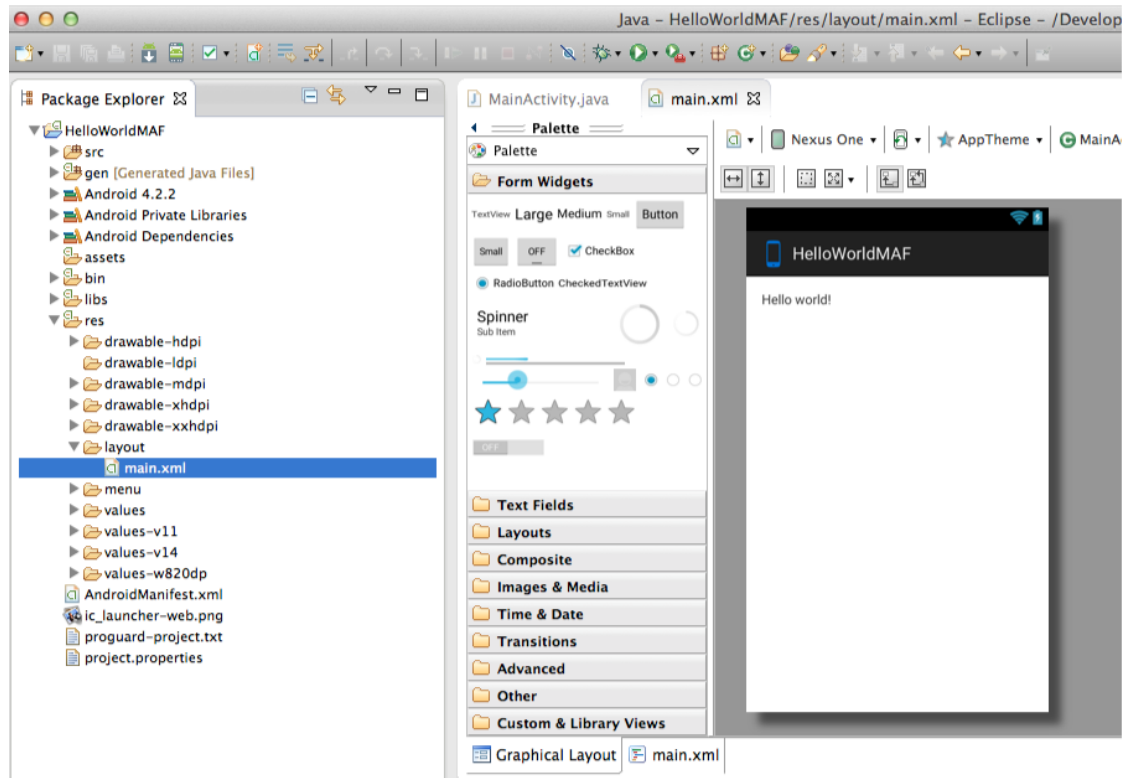 Java – HelloWorldMAF/res/layout/main.xml – Eclipse – /Develop
Package Explorer
HelloWorldMAF
src
gen [Generated Java Files]
Android 4.2.2
Android Private Libraries
Android Dependencies
assets
bin
libs
res
drawable-hdpi
drawable-ldpi
drawable-mdpi
drawable-xhdpi
drawable-xxhdpi
layout
main.xml
menu
values
values-v11
values-v14
values-w820dp
AndroidManifest.xml
ic_launcher-web.png
proguard-project.txt
project.properties
MainActivity.java main.xml
Palette
Palette
Form Widgets
TextView Large Medium Small Button
Small OFF CheckBox
RadioButton CheckedTextView
Spinner
Sub Item
OFF
Text Fields
Layouts
Composite
Images & Media
Time & Date
Transitions
Advanced
Other
Custom & Library Views
Graphical Layout main.xml
Nexus One AppTheme MainA
HelloWorldMAF
Hello world!